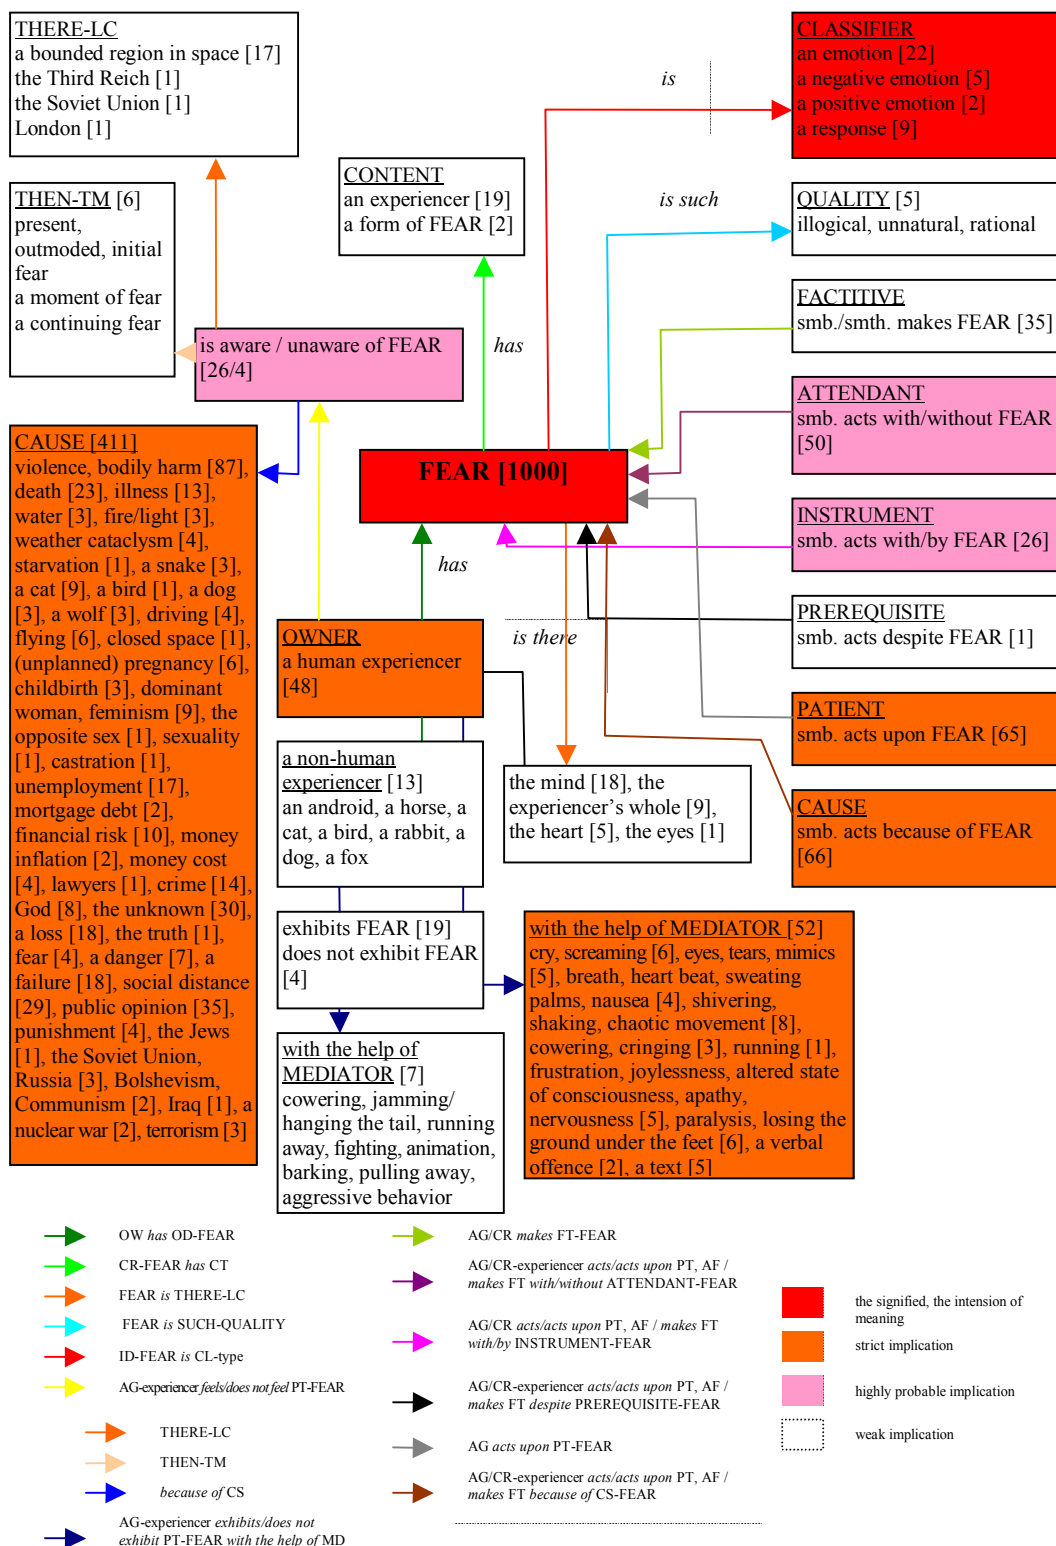 THERE-LC
a bounded region in space [17]
the Third Reich [1]
the Soviet Union [1]
London [1]
is
CLASSIFIER
an emotion [22]
a negative emotion [5]
a positive emotion [2]
a response [9]
THEN-TM [6]
present,
outmoded, initial
fear
a moment of fear
a continuing fear
CONTENT
an experiencer [19]
a form of FEAR [2]
is such
QUALITY [5]
illogical, unnatural, rational
FACTITIVE
smb./smth. makes FEAR [35]
is aware / unaware of FEAR
[26/4]
has
ATTENDANT
smb. acts with/without FEAR
[50]
CAUSE [411]
violence, bodily harm [87],
death [23], illness [13],
water [3], fire/light [3],
weather cataclysm [4],
starvation [1], a snake [3],
a cat [9], a bird [1], a dog
[3], a wolf [3], driving [4],
flying [6], closed space [1],
(unplanned) pregnancy [6],
childbirth [3], dominant
woman, feminism [9], the
opposite sex [1], sexuality
[1], castration [1],
unemployment [17],
mortgage debt [2],
financial risk [10], money
inflation [2], money cost
[4], lawyers [1], crime [14],
God [8], the unknown [30],
a loss [18], the truth [1],
fear [4], a danger [7], a
failure [18], social distance
[29], public opinion [35],
punishment [4], the Jews
[1], the Soviet Union,
Russia [3], Bolshevism,
Communism [2], Iraq [1], a
nuclear war [2], terrorism [3]
FEAR [1000]
INSTRUMENT
smb. acts with/by FEAR [26]
has
is there
PREREQUISITE
smb. acts despite FEAR [1]
OWNER
a human experiencer
[48]
PATIENT
smb. acts upon FEAR [65]
a non-human
experiencer [13]
an android, a horse, a
cat, a bird, a rabbit, a
dog, a fox
the mind [18], the
experiencer's whole [9],
the heart [5], the eyes [1]
CAUSE
smb. acts because of FEAR
[66]
exhibits FEAR [19]
does not exhibit FEAR
[4]
with the help of MEDIATOR [52]
cry, screaming [6], eyes, tears, mimics
[5], breath, heart beat, sweating
palms, nausea [4], shivering,
shaking, chaotic movement [8],
cowering, cringing [3], running [1],
frustration, joylessness, altered state
of consciousness, apathy,
nervousness [5], paralysis, losing the
ground under the feet [6], a verbal
offence [2], a text [5]
with the help of
MEDIATOR [7]
cowering, jamming/
hanging the tail, running
away, fighting, animation,
barking, pulling away,
aggressive behavior
OW has OD-FEAR
CR-FEAR has CT
FEAR is THERE-LC
FEAR is SUCH-QUALITY
ID-FEAR is CL-type
AG-experiencer feels/does not feel PT-FEAR
THERE-LC
THEN-TM
because of CS
AG-experiencer exhibits/does not
exhibit PT-FEAR with the help of MD
AG/CR makes FT-FEAR
AG/CR-experiencer acts/acts upon PT, AF /
makes FT with/without ATTENDANT-FEAR
AG/CR acts/acts upon PT, AF / makes FT
with/by INSTRUMENT-FEAR
AG/CR-experiencer acts/acts upon PT, AF /
makes FT despite PREREQUISITE-FEAR
AG acts upon PT-FEAR
AG/CR-experiencer acts/acts upon PT, AF /
makes FT because of CS-FEAR
the signified, the intension of
meaning
strict implication
highly probable implication
weak implication